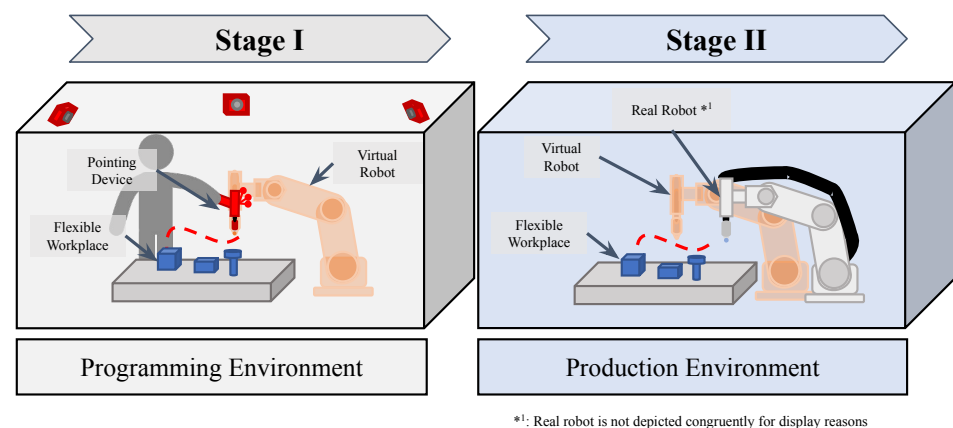 Stage I
Stage II
Pointing
Device
Virtual
Robot
Flexible
Workplace
Programming Environment
Real Robot *1
Virtual
Robot
Flexible
Workplace
Production Environment
*1: Real robot is not depicted congruently for display reasons